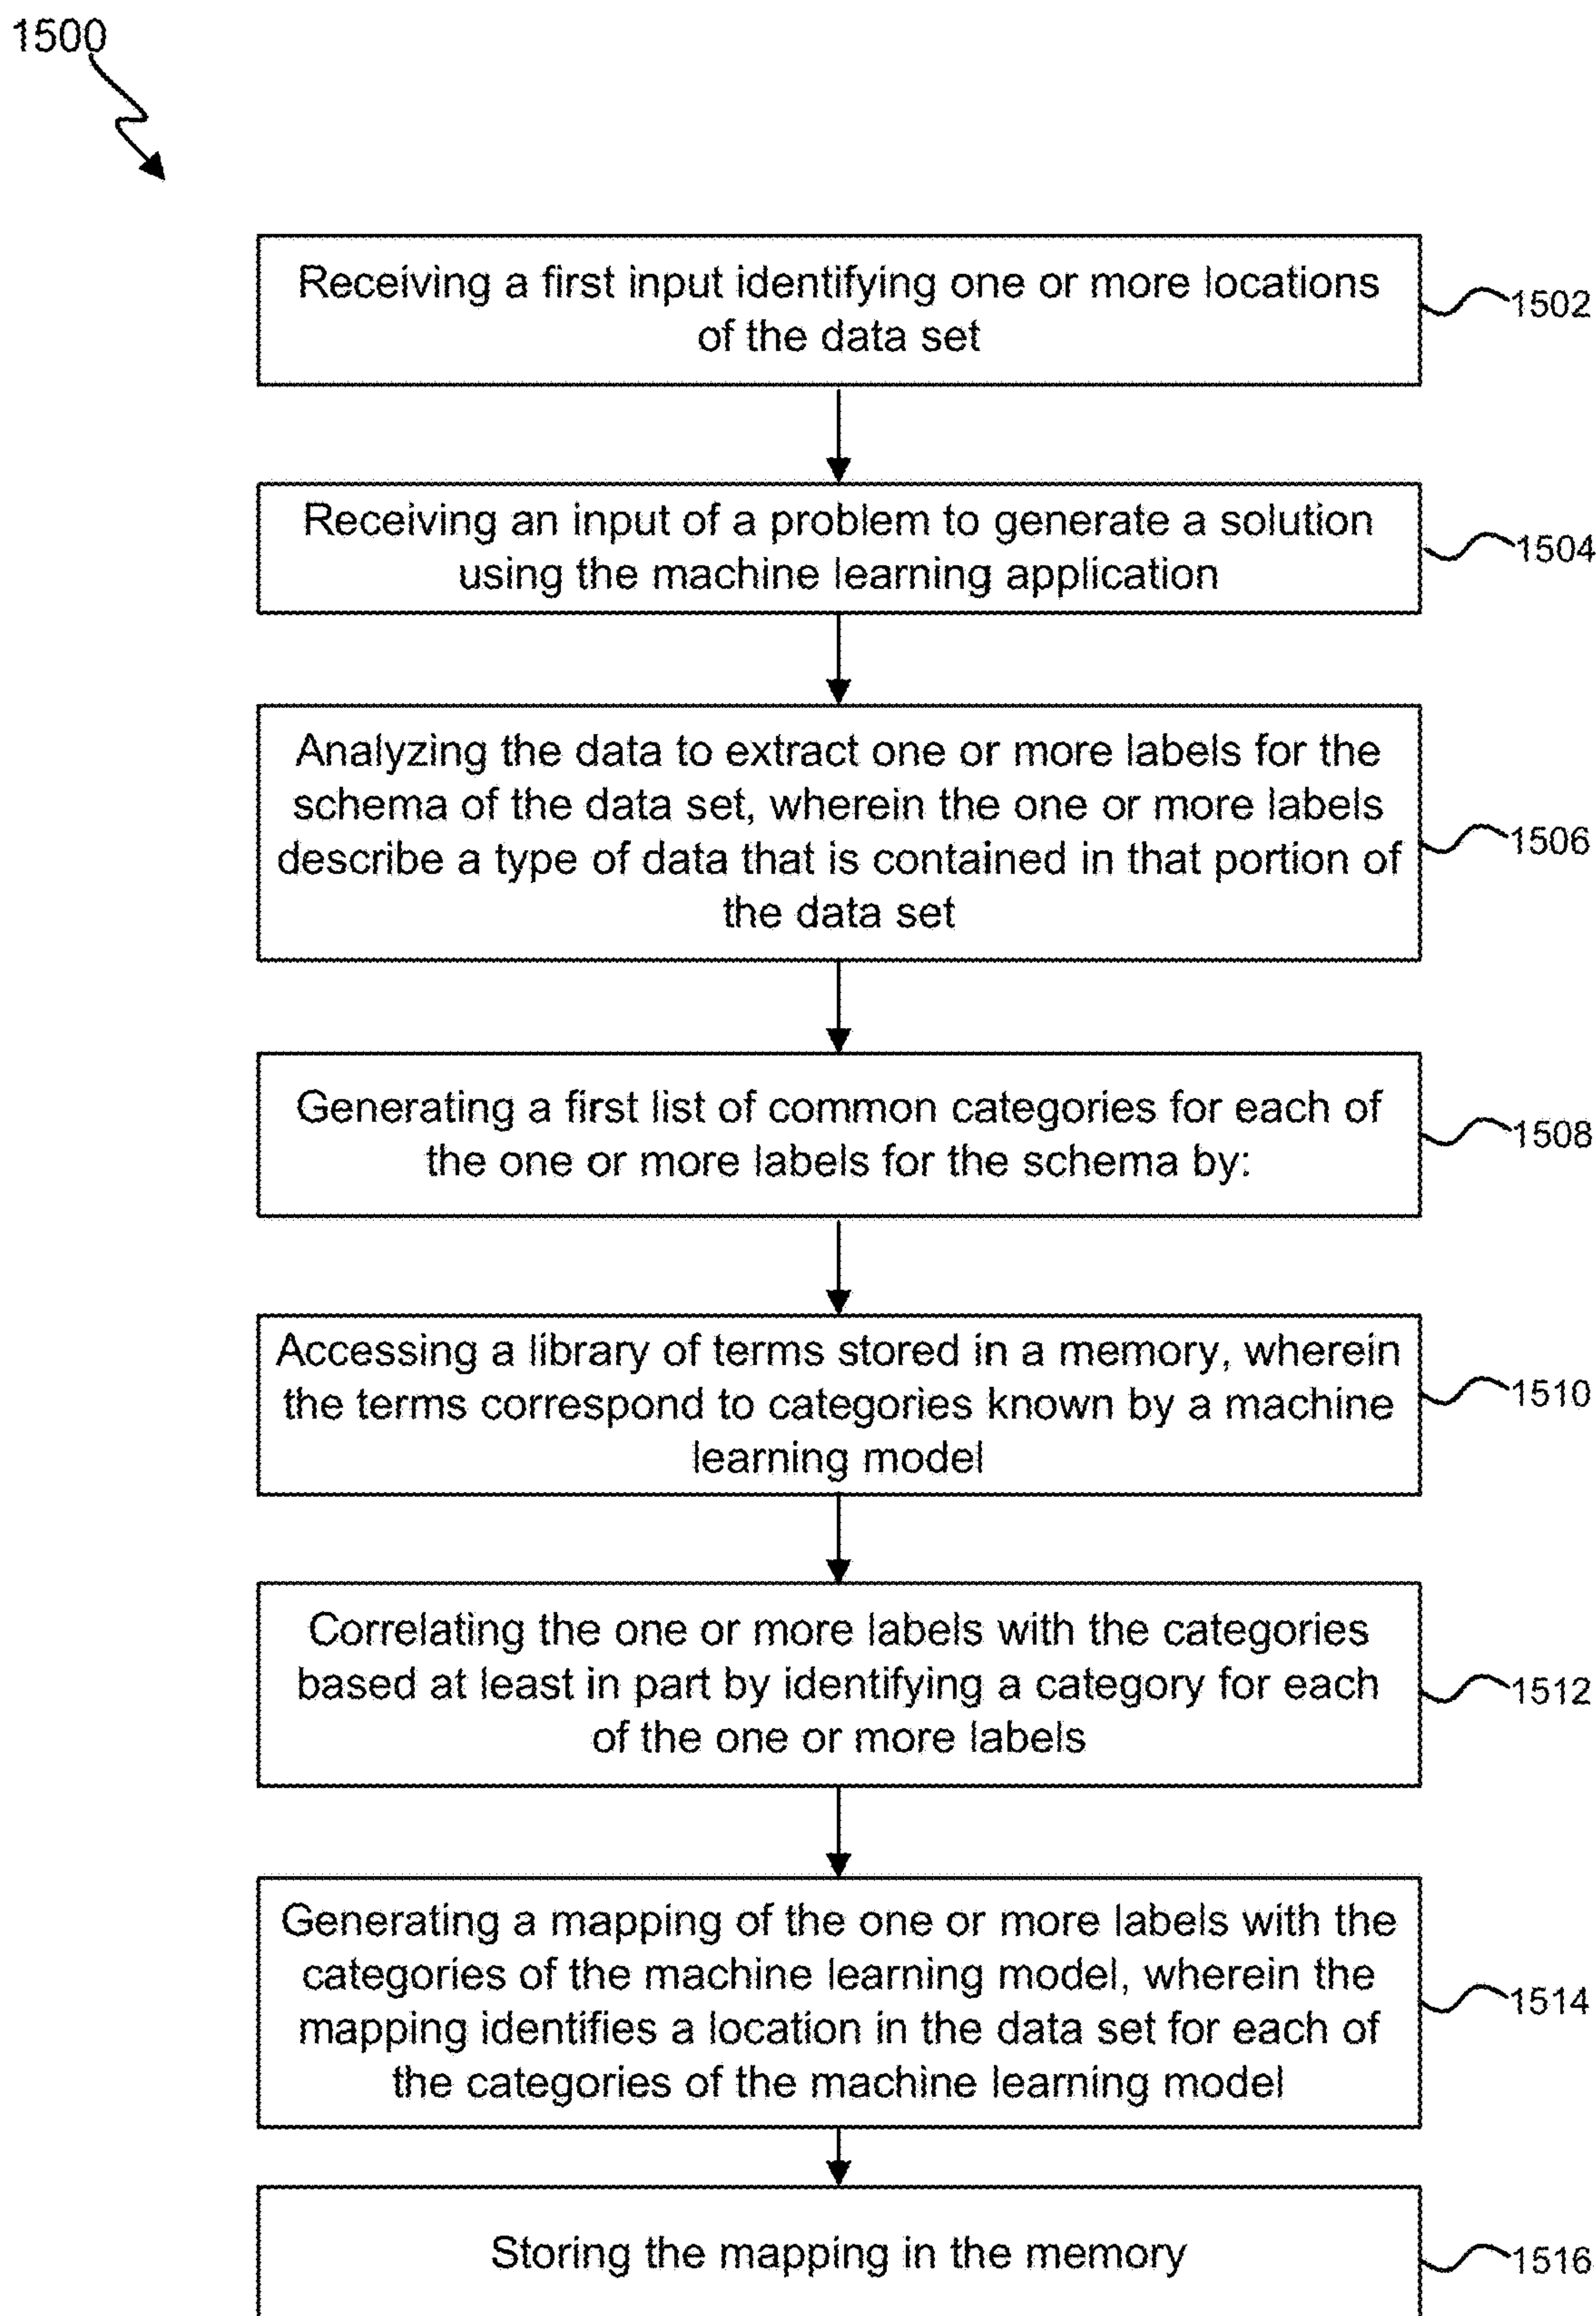 1500
Receiving a first input identifying one or more locations
of the data set
1502
Receiving an input of a problem to generate a solution
using the machine learning application
1504
Analyzing the data to extract one or more labels for the
schema of the data set, wherein the one or more labels
describe a type of data that is contained in that portion of
the data set
1506
Generating a first list of common categories for each of
the one or more labels for the schema by:
1508
Accessing a library of terms stored in a memory, wherein
the terms correspond to categories known by a machine
learning model
1510
Correlating the one or more labels with the categories
based at least in part by identifying a category for each
of the one or more labels
1512
Generating a mapping of the one or more labels with the
categories of the machine learning model, wherein the
mapping identifies a location in the data set for each of
the categories of the machine learning model
1514
Storing the mapping in the memory
1516